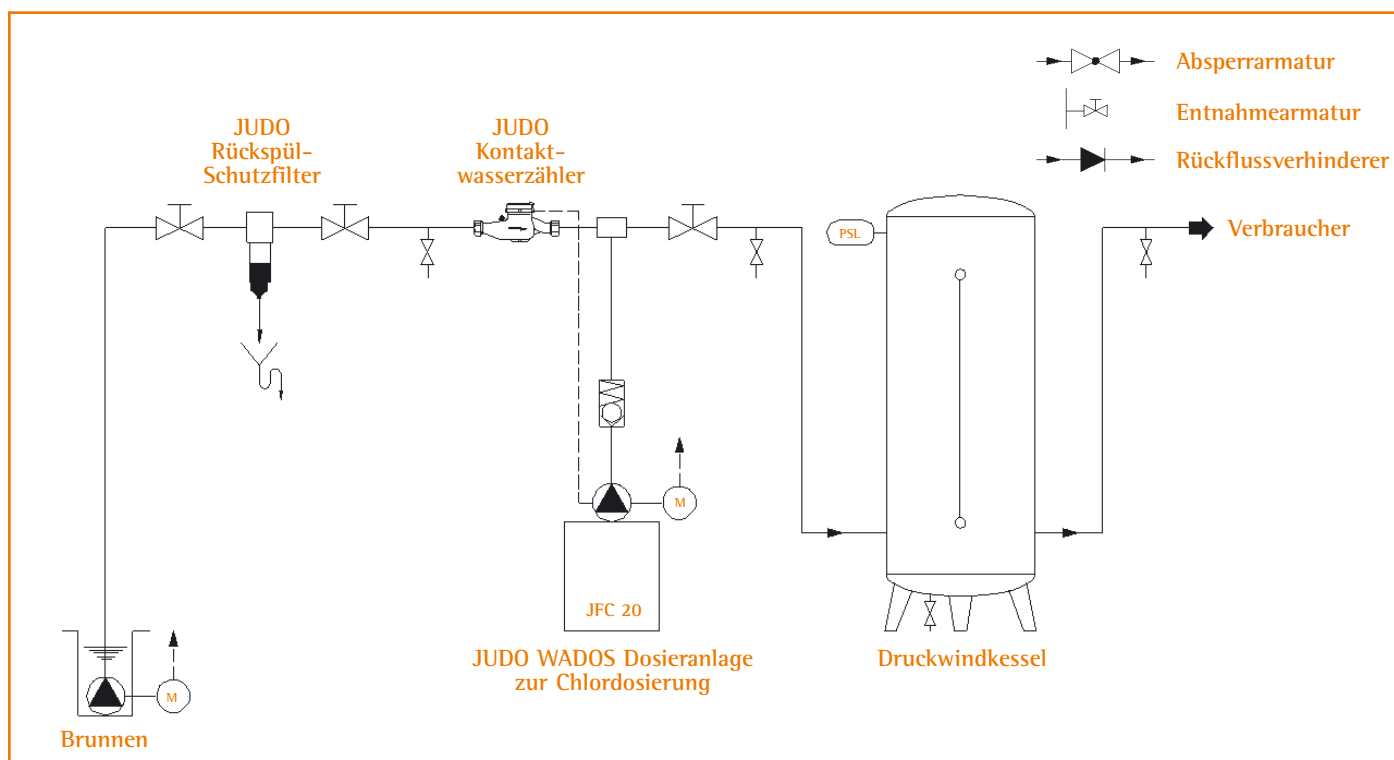 Absperrarmatur
Entnahmearmatur
Rückflussverhinderer
JUDO
Rückspül-
Schutzfilter
JUDO
Kontakt-
wasserzähler
PSL
Verbraucher
M
JFC 20
JUDO WADOS Dosieranlage
zur Chlordosierung
Druckwindkessel
M
Brunnen